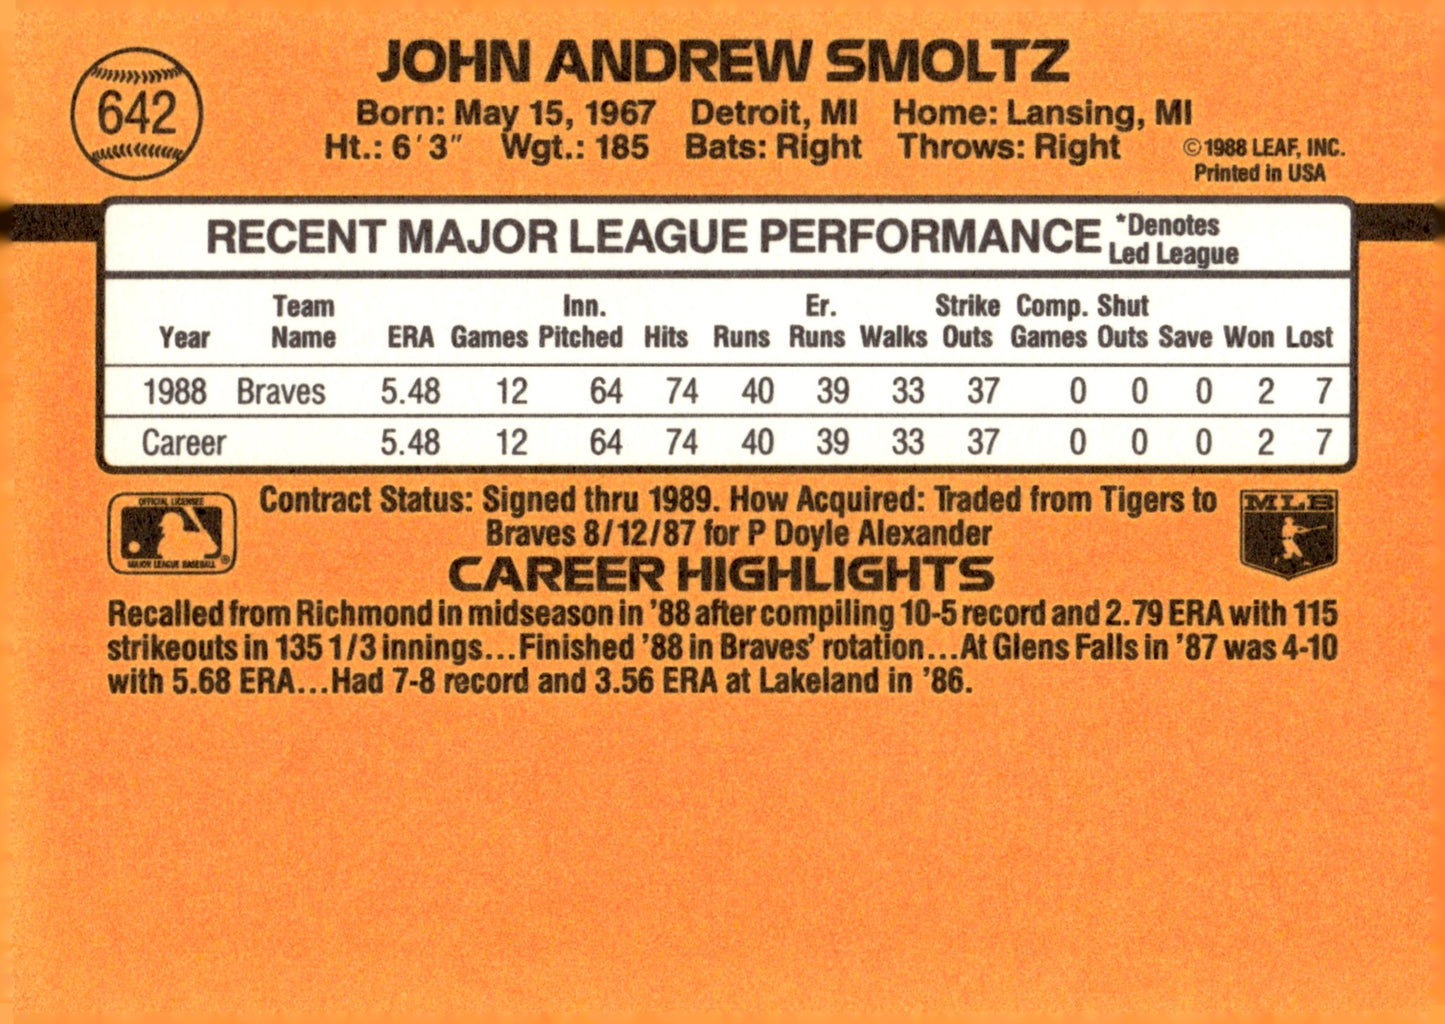 642
JOHN ANDREW SMOLTZ
Born: May 15, 1967 Detroit, MI Home: Lansing, MI
Ht.: 6'3" Wgt.: 185 Bats: Right Throws: Right
©1988 LEAF, INC.
Printed in USA
RECENT MAJOR LEAGUE PERFORMANCE *Denotes Led League
Year Team Name ERA Games Inn. Pitched Hits Runs Er. Runs Walks Strike Outs Comp. Games Shut Outs Save Won Lost
1988 Braves 5.48 12 64 74 40 39 33 37 0 0 0 2 7
Career 5.48 12 64 74 40 39 33 37 0 0 0 2 7
OFFICIAL LICENSEE
MAJOR LEAGUE BASEBALL ®
Contract Status: Signed thru 1989. How Acquired: Traded from Tigers to
Braves 8/12/87 for P Doyle Alexander
MLB
CAREER HIGHLIGHTS
Recalled from Richmond in midseason in '88 after compiling 10-5 record and 2.79 ERA with 115
strikeouts in 135 1/3 innings...Finished '88 in Braves' rotation...At Glens Falls in '87 was 4-10
with 5.68 ERA...Had 7-8 record and 3.56 ERA at Lakeland in '86.